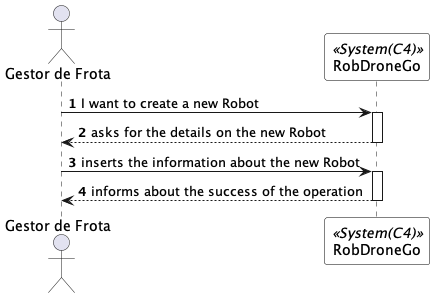 «System(C4)»
Gestor de Frota
RobDroneGo
1 I want to create a new Robot
2 asks for the details on the new Robot
3 inserts the information about the new Robot
4 informs about the success of the operation
Gestor de Frota
«System(C4)»
RobDroneGo